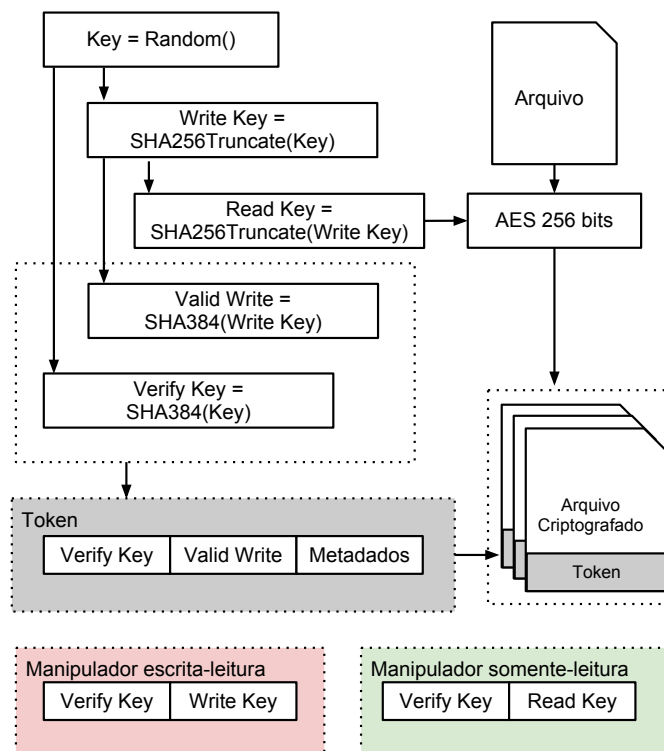 Key = Random()
Arquivo
Write Key =
SHA256Truncate(Key)
Read Key =
SHA256Truncate(Write Key)
AES 256 bits
Valid Write =
SHA384(Write Key)
Verify Key =
SHA384(Key)
Arquivo
Criptografado
Token
Token
Verify Key
Valid Write
Metadados
Manipulador escrita-leitura
Verify Key
Write Key
Manipulador somente-leitura
Verify Key
Read Key